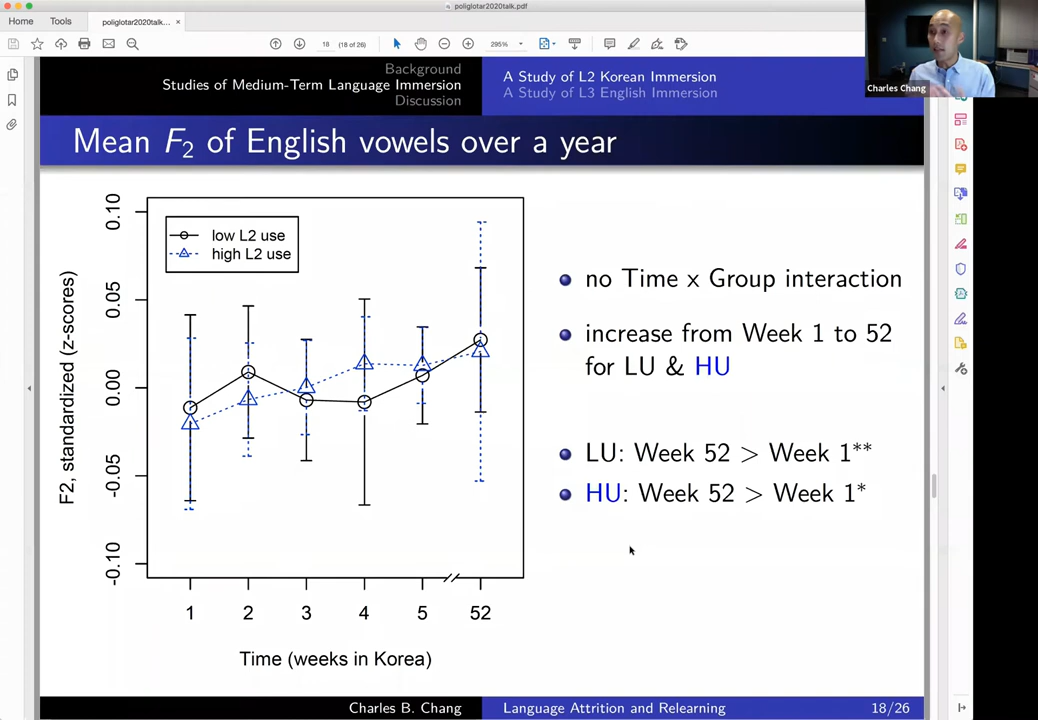 poliglotar2020talk.pdf
Home Tools poliglotar2020talk... ×
18 (18 of 26) 295%
Charles Chang
Background
Studies of Medium-Term Language Immersion
Discussion
A Study of L2 Korean Immersion
A Study of L3 English Immersion
Mean F2 of English vowels over a year
F2, standardized (z-scores)
0.10
0.05
0.00
-0.05
-0.10
low L2 use
high L2 use
1 2 3 4 5 52
Time (weeks in Korea)
no Time x Group interaction
increase from Week 1 to 52
for LU & HU
LU: Week 52 > Week 1**
HU: Week 52 > Week 1*
Charles B. Chang
Language Attrition and Relearning
18/26